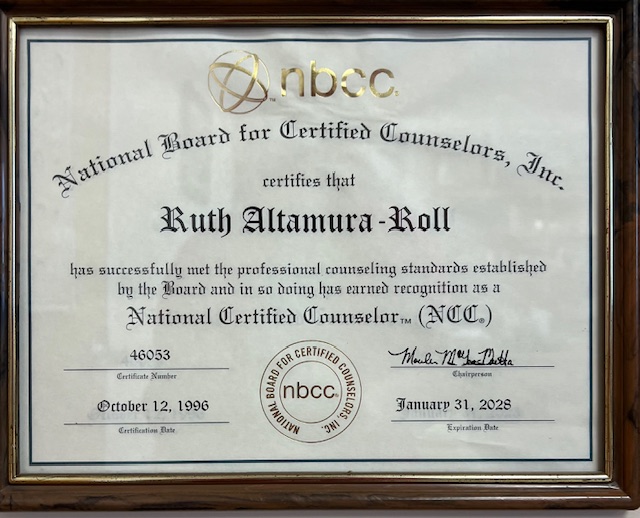 nbcc
National Board for Certified Counselors, Inc.
certifies that
Ruth Altamura-Roll
has successfully met the professional counseling standards established
by the Board and in so doing has earned recognition as a
National Certified Counselor™ (NCC®)
46053
Certificate Number
Chairperson
NATIONAL BOARD FOR CERTIFIED COUNSELORS, INC.
nbcc®
October 12, 1996
Certification Date
January 31, 2028
Expiration Date